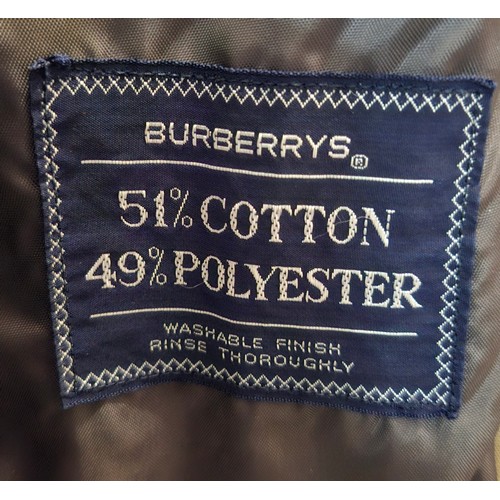 BURBERRYS®
51% COTTON
49% POLYESTER
WASHABLE FINISH
RINSE THOROUGHLY